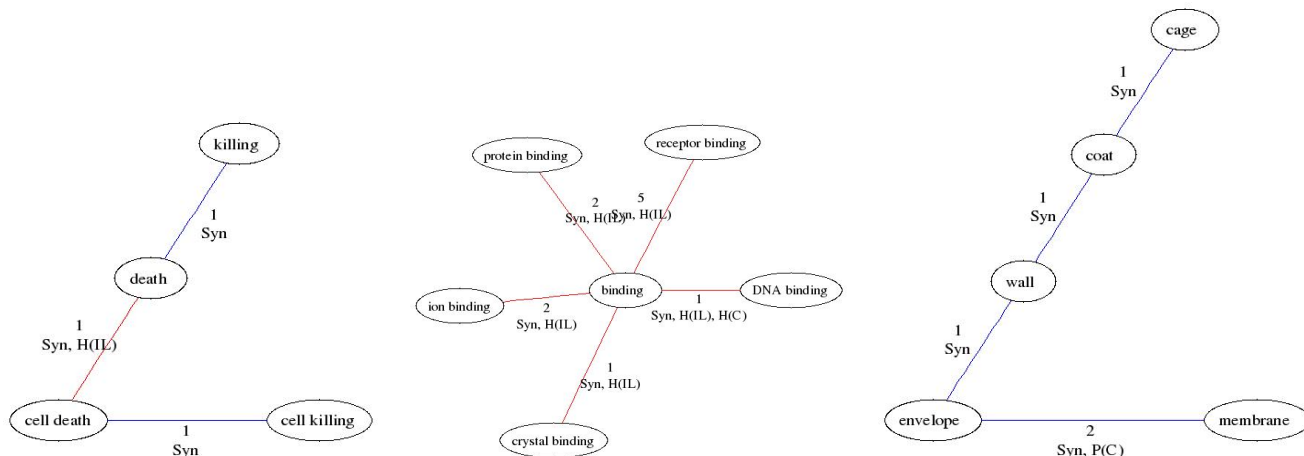 killing
1
Syn
death
1
Syn, H(IL)
cell death
1
Syn
cell killing
protein binding
receptor binding
2
Syn, H(IL)
5
Syn, H(IL)
binding
ion binding
2
Syn, H(IL)
DNA binding
1
Syn, H(IL), H(C)
1
Syn, H(IL)
crystal binding
cage
1
Syn
coat
1
Syn
wall
1
Syn
envelope
2
Syn, P(C)
membrane